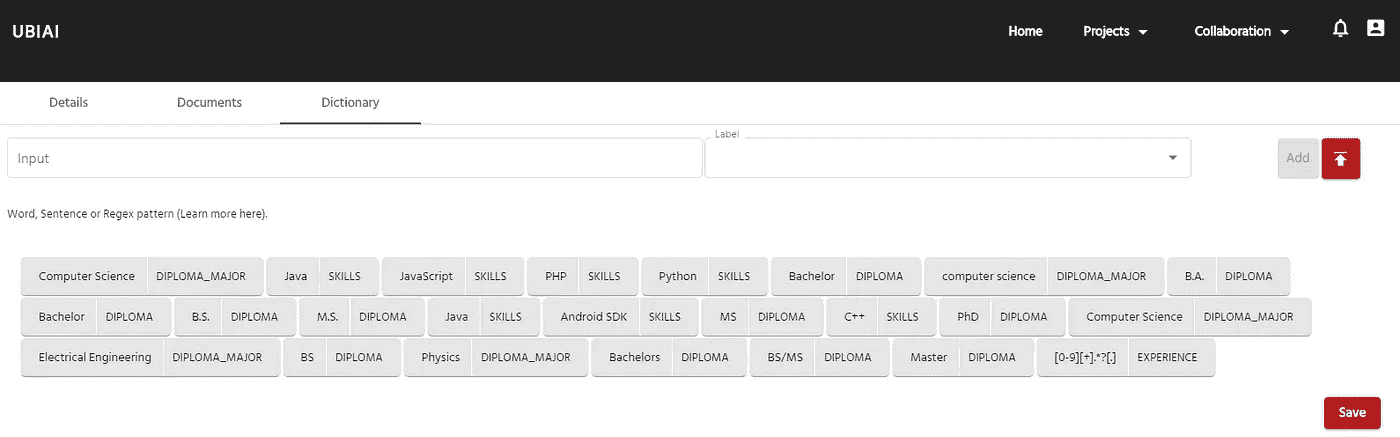 UBIAI Home Projects Collaboration
Details Documents Dictionary
Label
Input Add
Word, Sentence or Regex pattern (Learn more here).
Computer Science DIPLOMA_MAJOR Java SKILLS JavaScript SKILLS PHP SKILLS Python SKILLS Bachelor DIPLOMA computer science DIPLOMA_MAJOR B.A. DIPLOMA
Bachelor DIPLOMA B.S. DIPLOMA M.S. DIPLOMA Java SKILLS Android SDK SKILLS MS DIPLOMA C++ SKILLS PhD DIPLOMA Computer Science DIPLOMA_MAJOR
Electrical Engineering DIPLOMA_MAJOR BS DIPLOMA Physics DIPLOMA_MAJOR Bachelors DIPLOMA BS/MS DIPLOMA Master DIPLOMA [0-9][+].*?[,] EXPERIENCE
Save